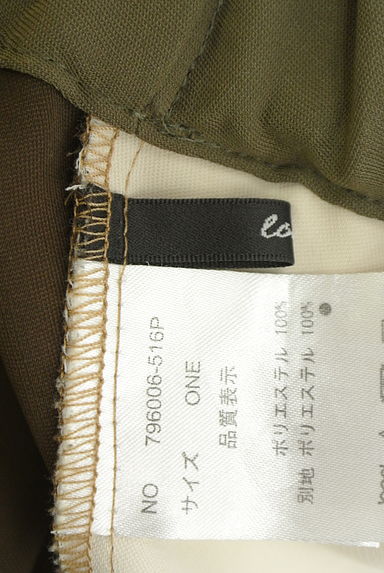 lo
NO 796006-516P
サイズ ONE
品質表示
ポリエステル 100%
別地 ポリエステル 100%